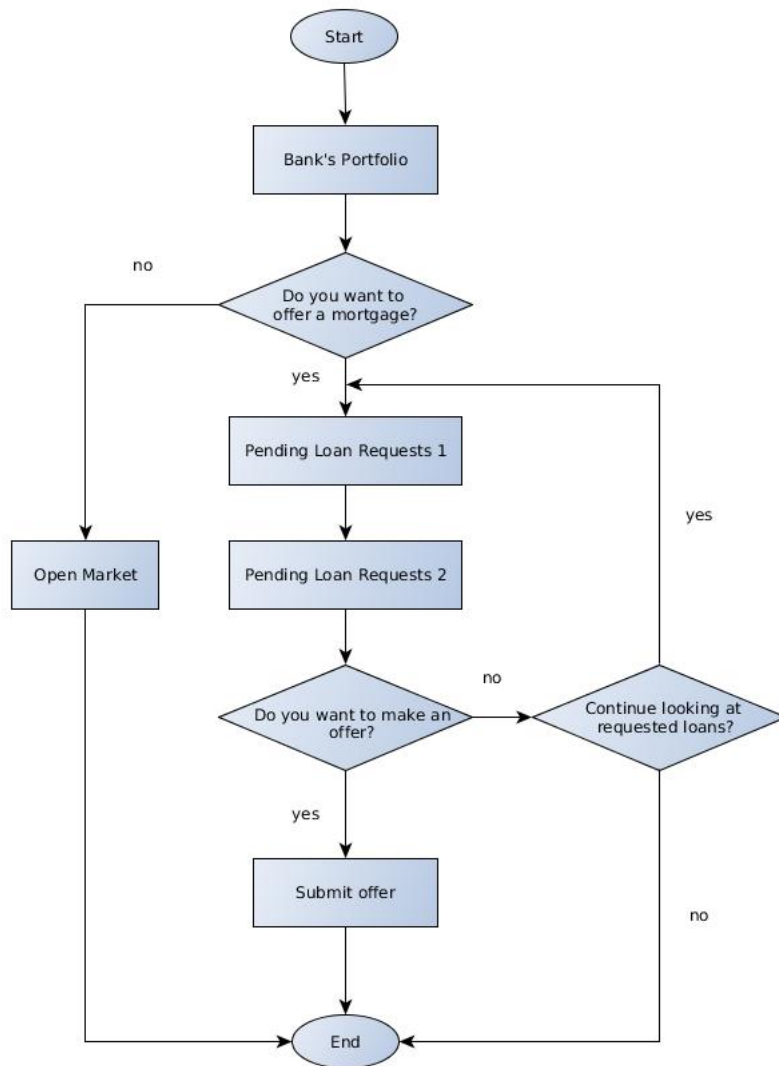 Start
Bank's Portfolio
no
Do you want to
offer a mortgage?
yes
Pending Loan Requests 1
yes
Open Market
Pending Loan Requests 2
no
Do you want to make an
offer?
Continue looking at
requested loans?
yes
Submit offer
no
End